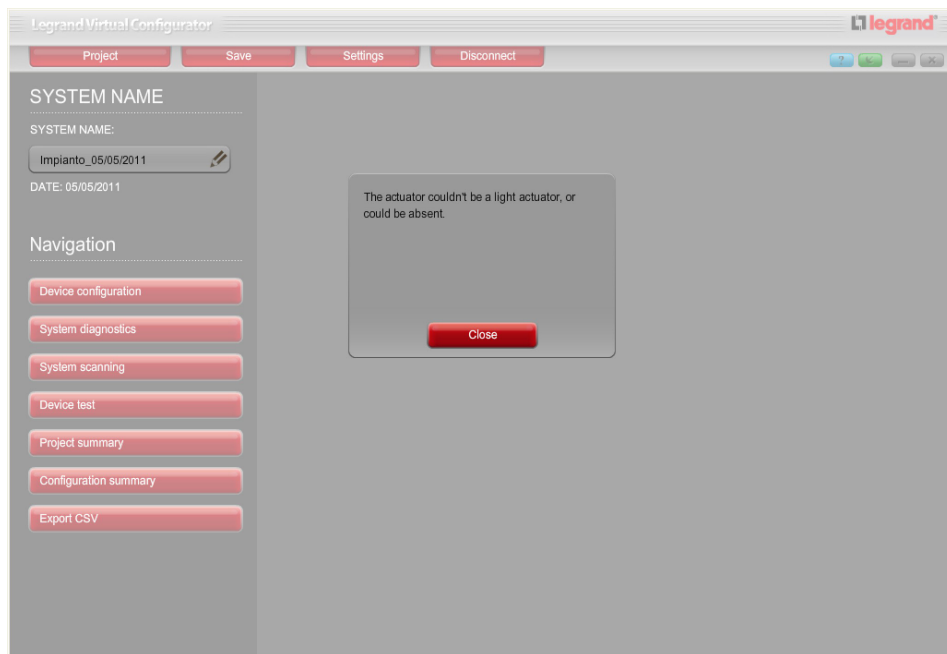 Legrand Virtual Configurator
legrand
Project Save Settings Disconnect
?
SYSTEM NAME
SYSTEM NAME:
Impianto_05/05/2011
DATE: 05/05/2011
The actuator couldn't be a light actuator, or
could be absent.
Navigation
Device configuration
System diagnostics
Close
System scanning
Device test
Project summary
Configuration summary
Export CSV